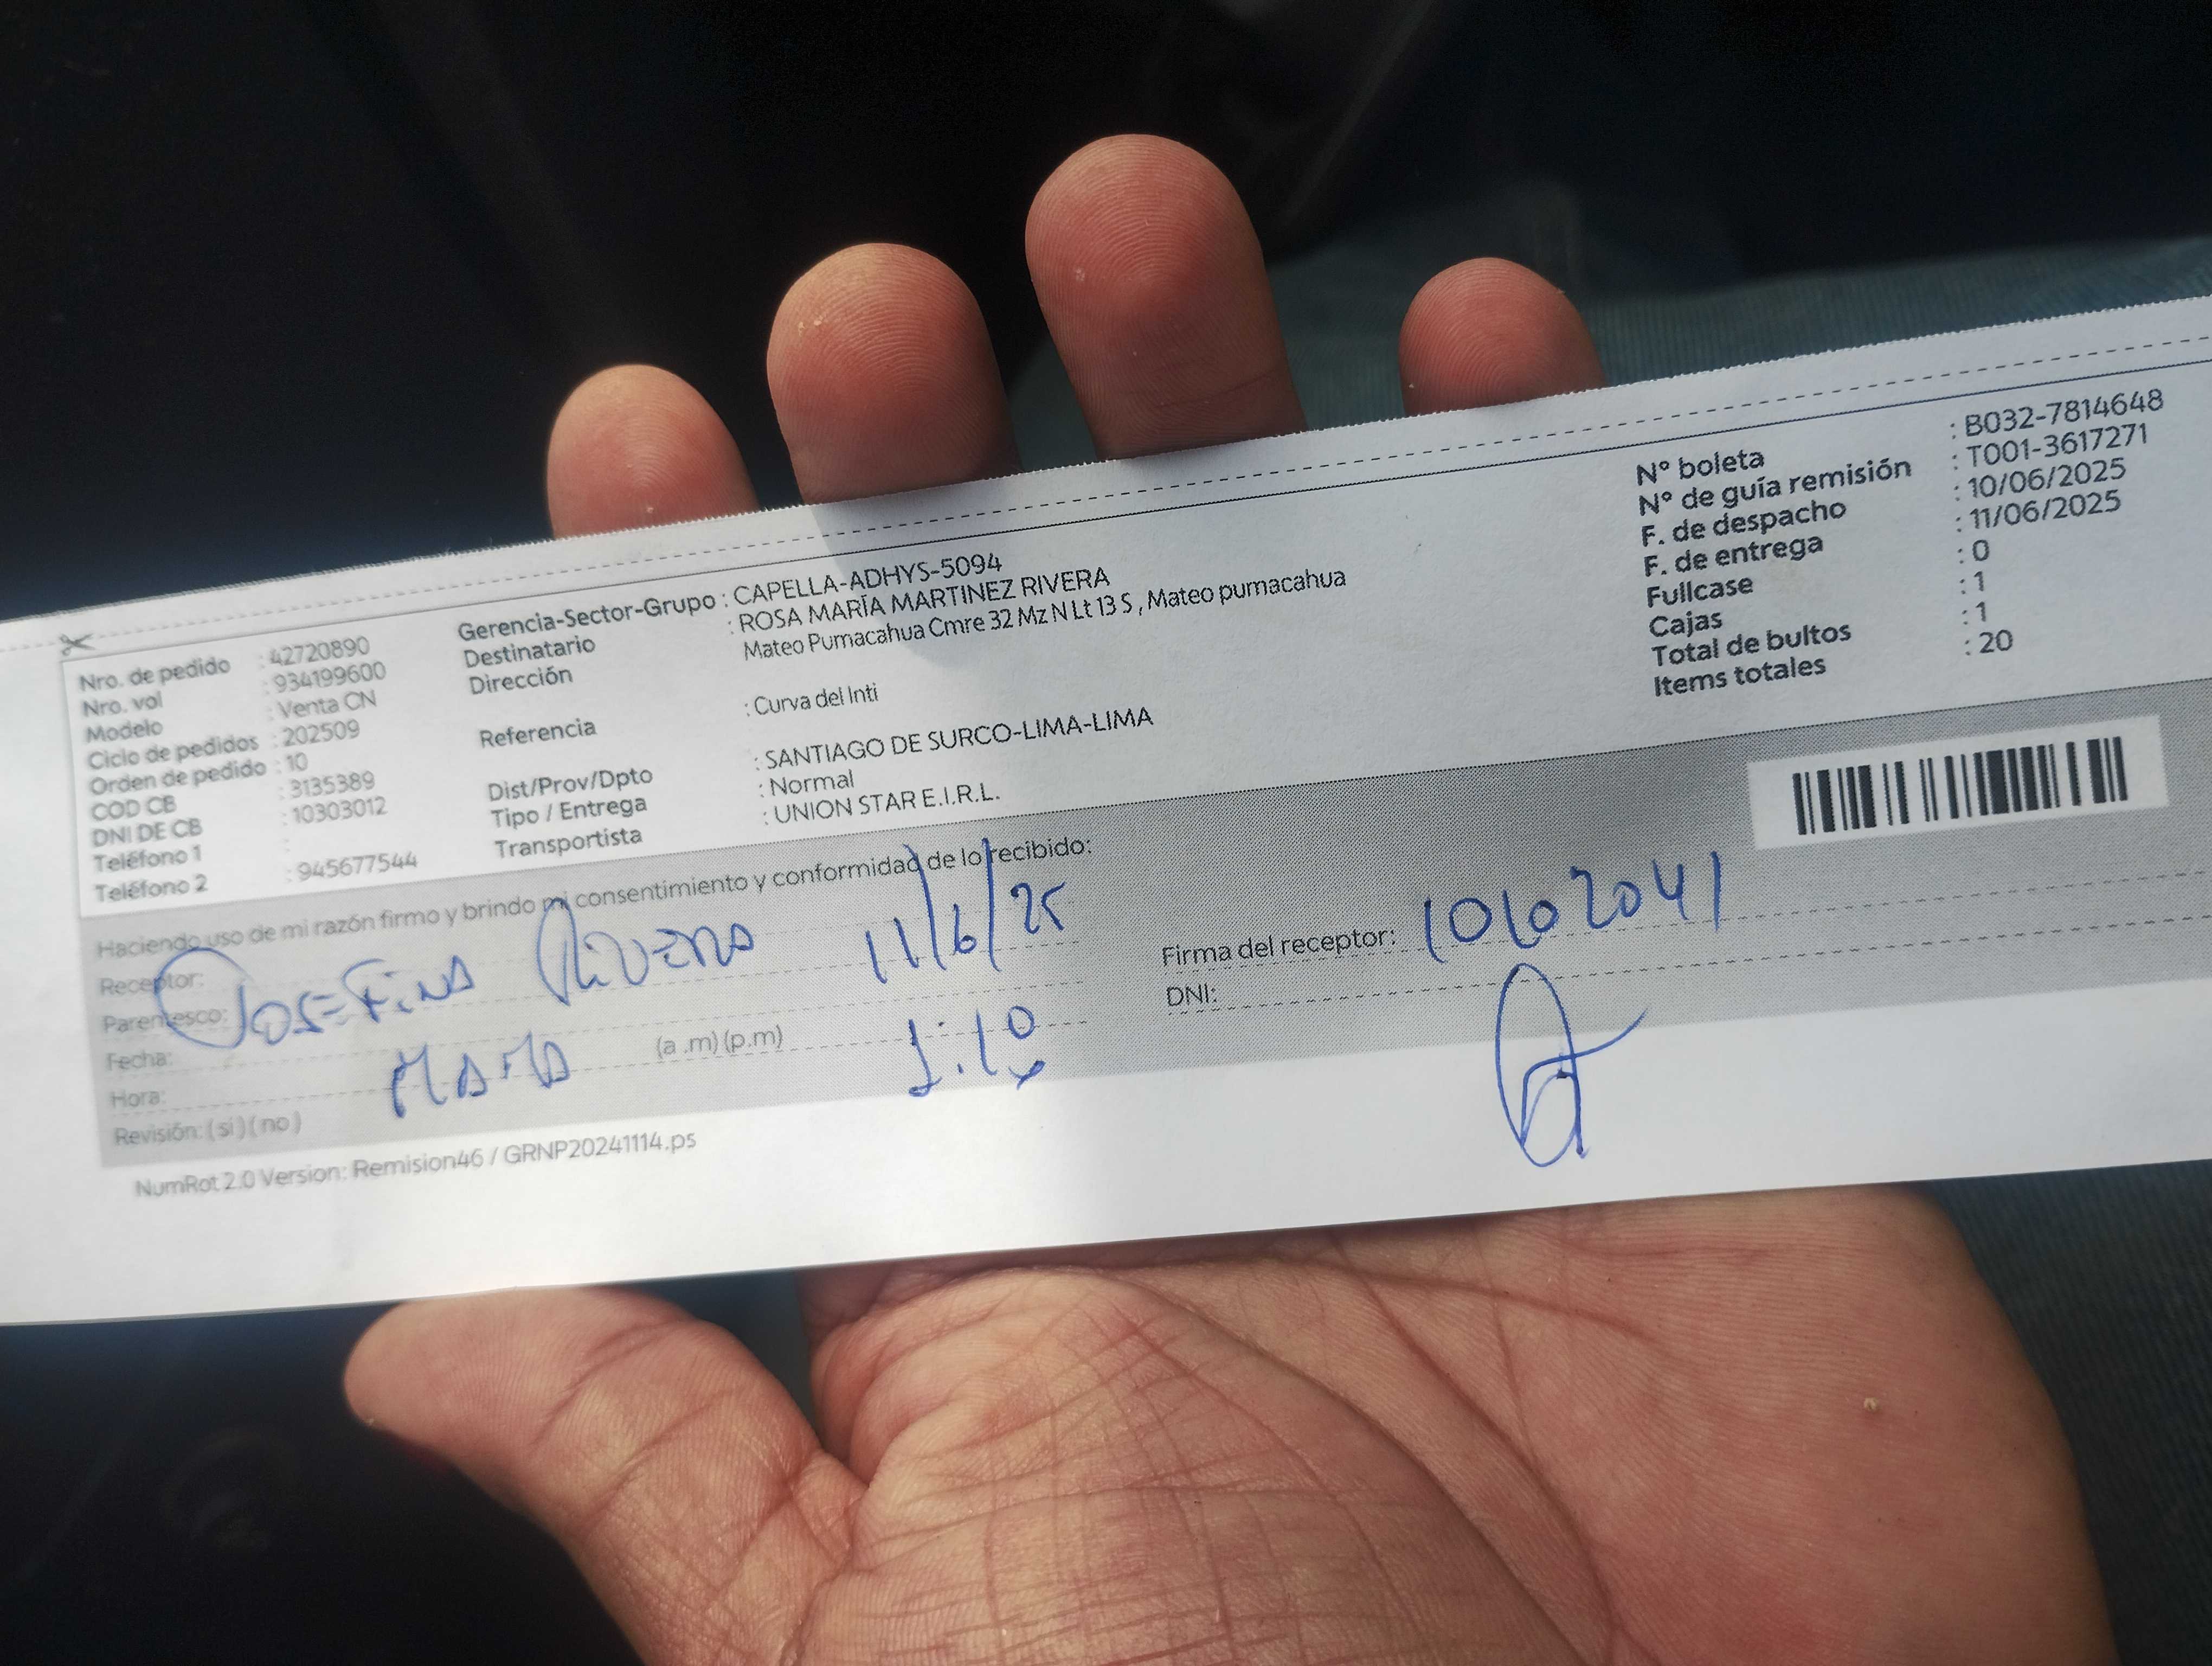 Nro. de pedido : 42720890
Nro. vol : 934199600
Modelo : Venta CN
Ciclo de pedidos : 202509
Orden de pedido : 10
COD CB : 3135389
DNI DE CB : 10303012
Teléfono 1 :
Teléfono 2 : 945677544
Gerencia-Sector-Grupo : CAPELLA-ADHYS-5094
Destinatario : ROSA MARÍA MARTINEZ RIVERA
Dirección Mateo Pumacahua Cmre 32 Mz N Lt 13 S , Mateo pumacahua
Referencia : Curva del Inti
Dist/Prov/Dpto : SANTIAGO DE SURCO-LIMA-LIMA
Tipo / Entrega : Normal
Transportista : UNION STAR E.I.R.L.
N° boleta : B032-7814648
N° de guía remisión : T001-3617271
F. de despacho : 10/06/2025
F. de entrega : 11/06/2025
Fullcase : 0
Cajas : 1
Total de bultos : 1
Items totales : 20
Haciendo uso de mi razón firmo y brindo mi consentimiento y conformidad de lo recibido:
Receptor: Josefina Rivera 11/6/25
Parentesco:
Fecha:
Hora: MAMA (a .m) (p.m)
Revisión: ( si ) ( no )
Firma del receptor:
DNI:
NumRot 2.0 Version: Remision46 / GRNP20241114.ps